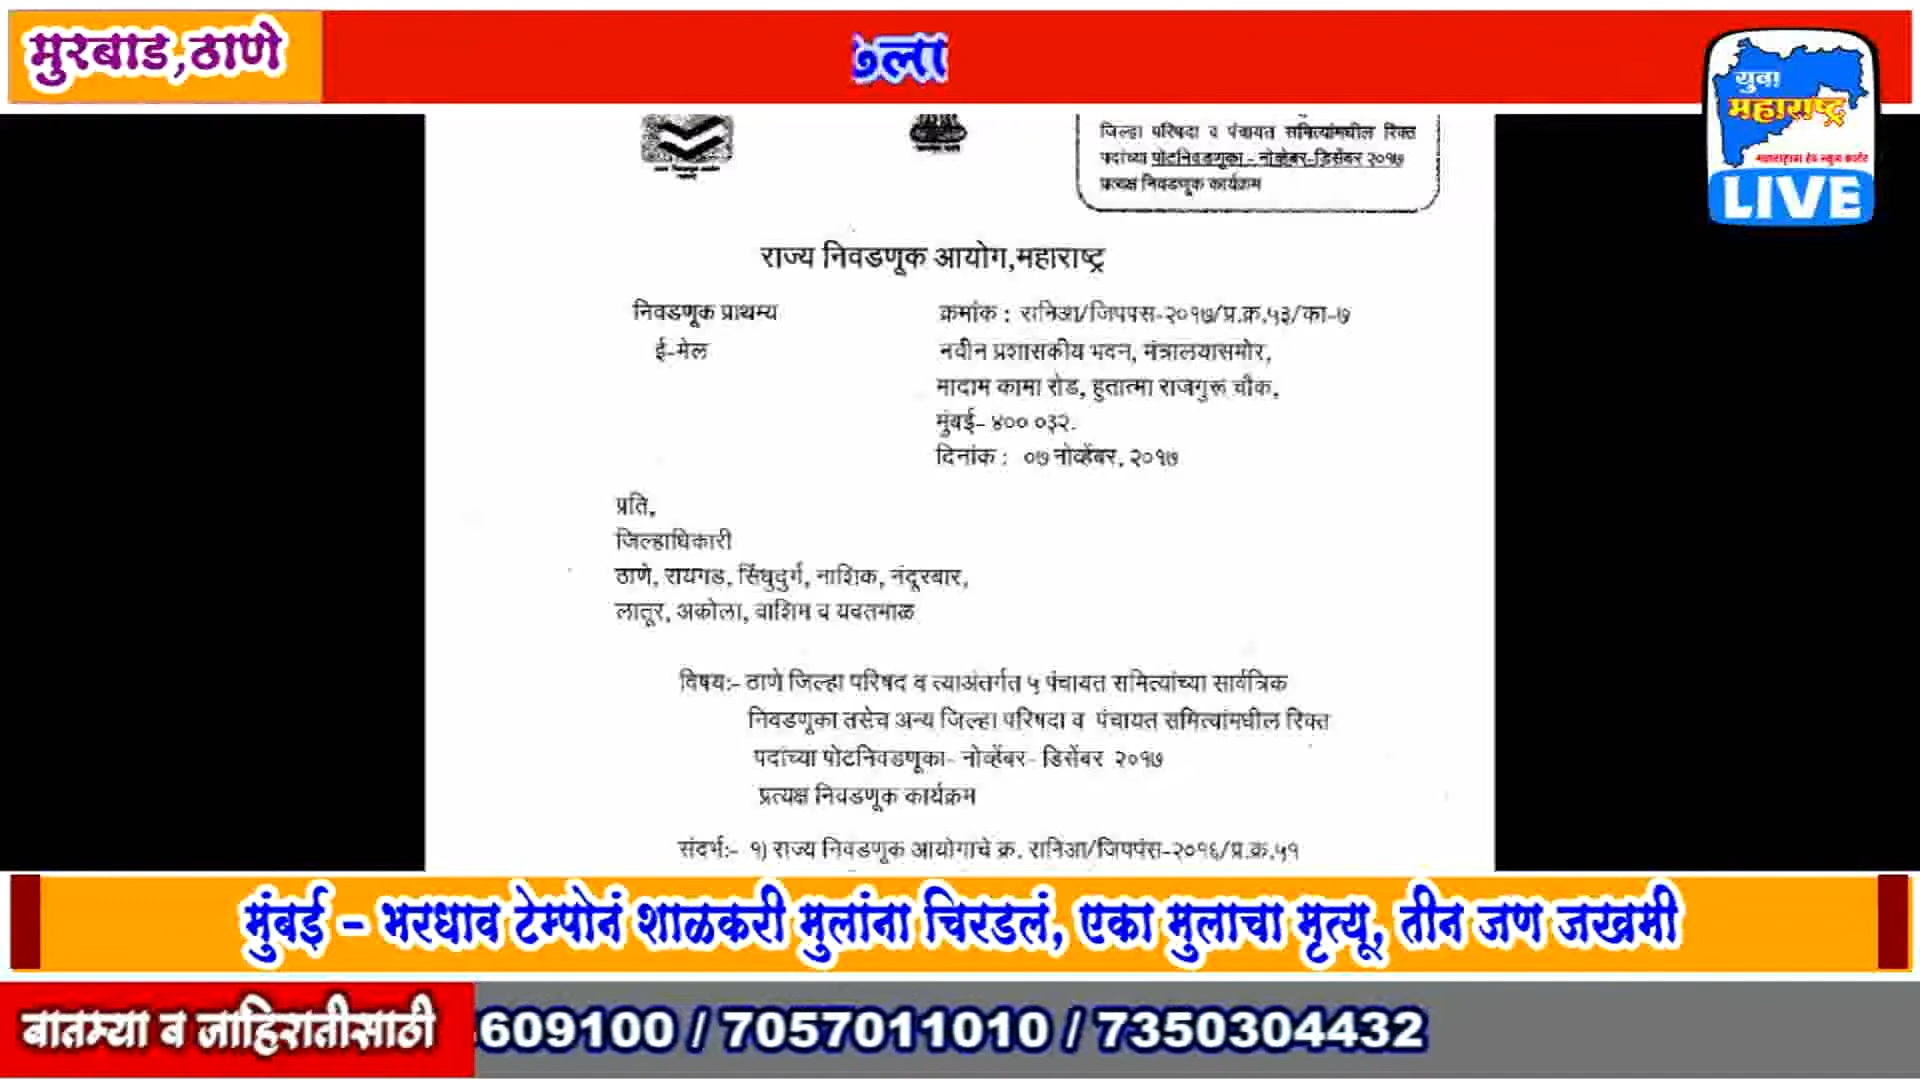 मुरबाड,ठाणे
७ला
युवा
महाराष्ट्र
LIVE
जिल्हा परिषदा व पंचायत समित्यांमधील रिक्त
पदांच्या पोटनिवडणूका - नोव्हेंबर-डिसेंबर २०१७
प्रत्यक्ष निवडणूक कार्यक्रम
राज्य निवडणूक आयोग,महाराष्ट्र
निवडणूक प्राथम्य
ई-मेल
क्रमांक : रानिआ/जिपपस-२०१७/प्र.क्र.५३/का-७
नवीन प्रशासकीय भवन, मंत्रालयासमोर,
मादाम कामा रोड, हुतात्मा राजगुरू चौक,
मुंबई- ४०० ०३२.
दिनांक : ०७ नोव्हेंबर, २०१७
प्रति,
जिल्हाधिकारी
ठाणे, रायगड, सिंधुदुर्ग, नाशिक, नंदूरबार,
लातूर, अकोला, वाशिम व यवतमाळ
विषय:- ठाणे जिल्हा परिषद व त्याअंतर्गत ५ पंचायत समित्यांच्या सार्वत्रिक
निवडणूका तसेच अन्य जिल्हा परिषदा व पंचायत समित्यांमधील रिक्त
पदांच्या पोटनिवडणूका- नोव्हेंबर- डिसेंबर २०१७
प्रत्यक्ष निवडणूक कार्यक्रम
संदर्भ:- १) राज्य निवडणूक आयोगाचे क्र. रानिआ/जिपपंस-२०१६/प्र.क्र.५१
मुंबई - भरधाव टेम्पोनं शाळकरी मुलांना चिरडलं, एका मुलाचा मृत्यू, तीन जण जखमी
बातम्या व जाहिरातीसाठी
609100 / 7057011010 / 7350304432